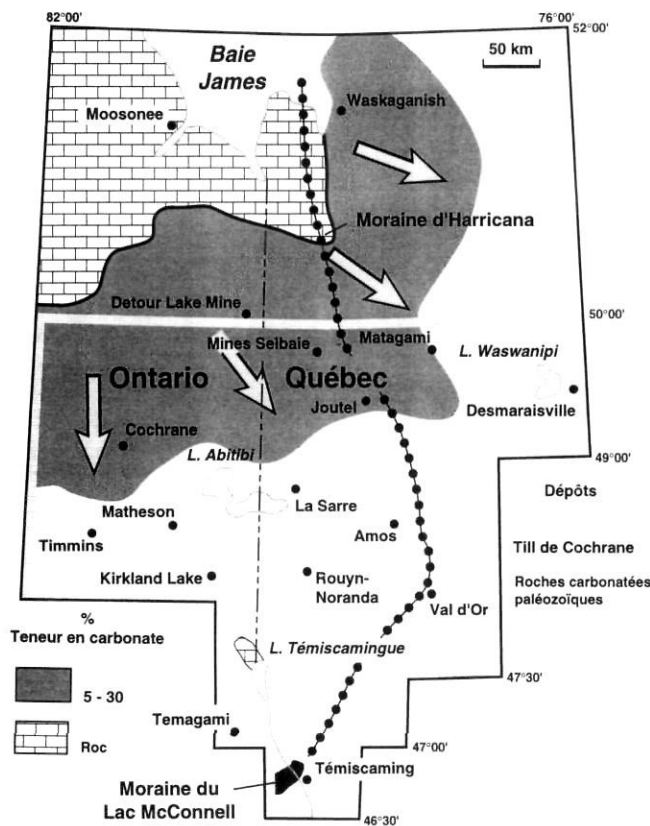 82°00'
76°00'
52°00'
Baie
James
50 km
Moosonee
Waskaganish
Moraine d'Harricana
Detour Lake Mine
50°00'
Mines Selbaie
Matagami
L. Waswanipi
Ontario
Québec
Joutel
Desmaraisville
Cochrane
L. Abitibi
49°00'
Dépôts
La Sarre
Matheson
Amos
Timmins
Till de Cochrane
Kirkland Lake
Rouyn-
Noranda
Roches carbonatées
paléozoïques
Val d'Or
%
Teneur en carbonate
L. Témiscamingue
47°30'
5 - 30
Temagami
Roc
47°00'
Témiscaming
Moraine du
Lac McConnell
46°30'